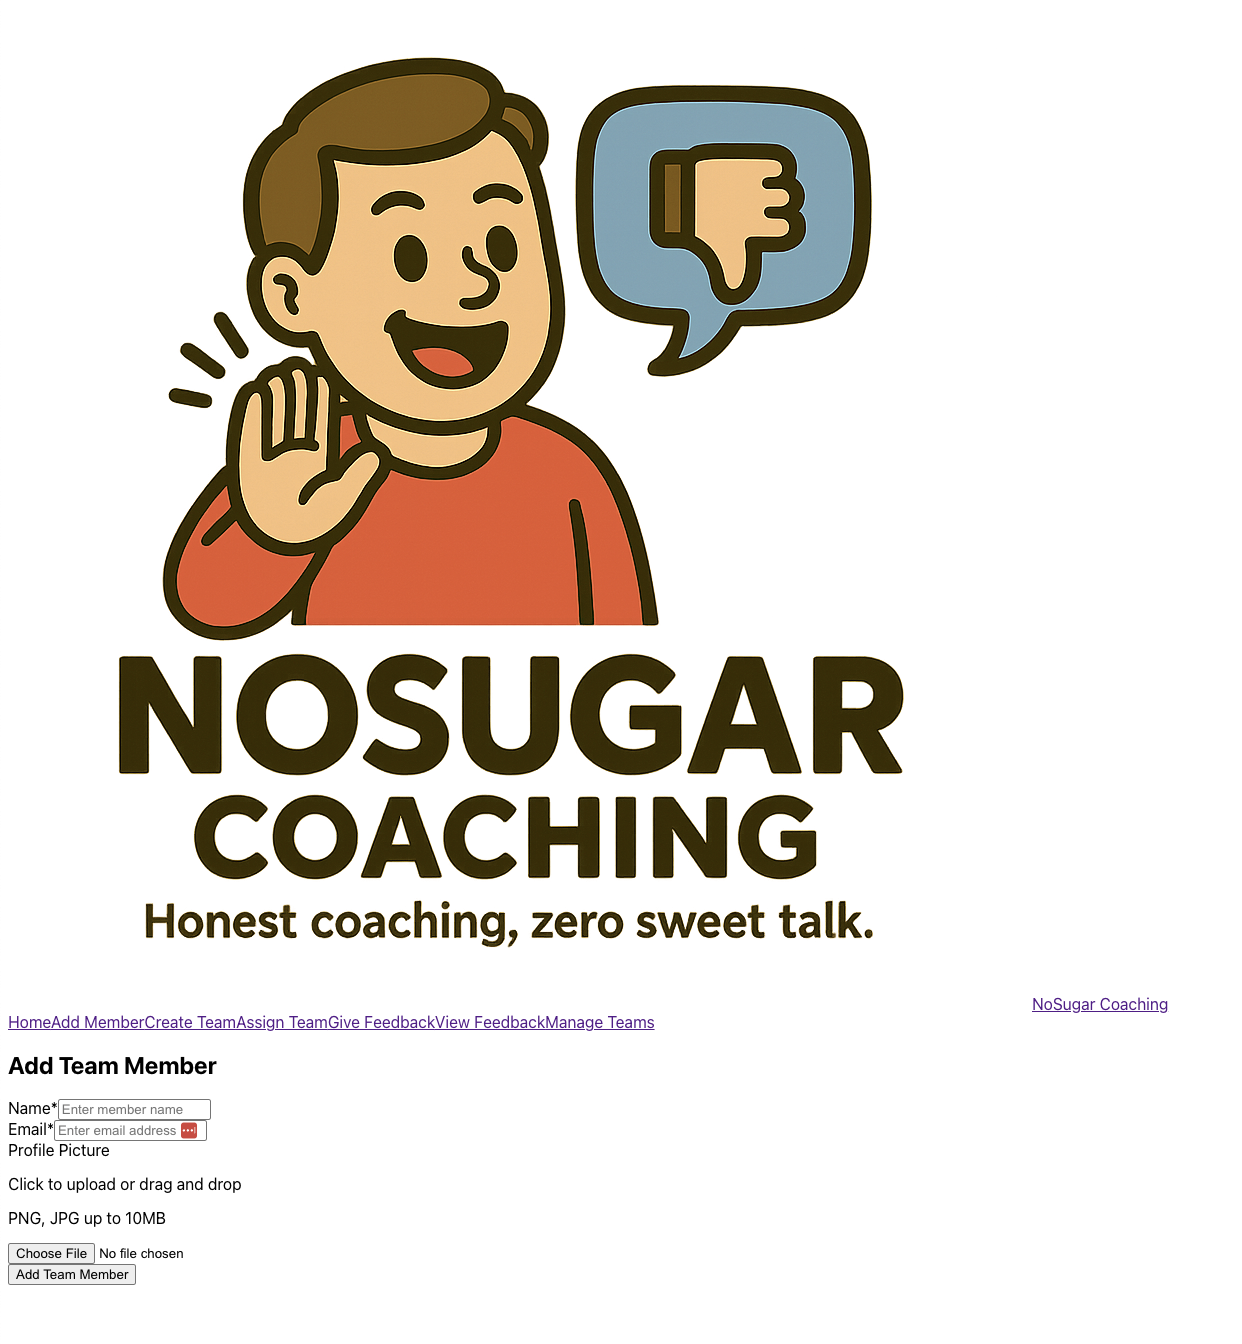 NOSUGAR
COACHING
Honest coaching, zero sweet talk.
NoSugar Coaching
HomeAdd MemberCreate TeamAssign TeamGive FeedbackView FeedbackManage Teams
Add Team Member
Name*Enter member name
Email*Enter email address
Profile Picture
Click to upload or drag and drop
PNG, JPG up to 10MB
Choose File No file chosen
Add Team Member